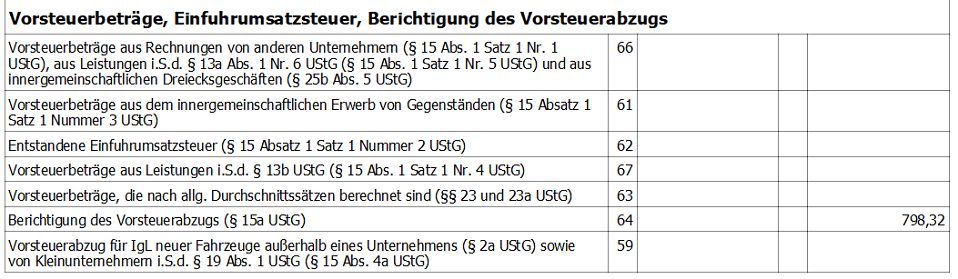 Vorsteuerbeträge, Einfuhrumsatzsteuer, Berichtigung des Vorsteuerabzugs
Vorsteuerbeträge aus Rechnungen von anderen Unternehmern (§ 15 Abs. 1 Satz 1 Nr. 1 66
UStG), aus Leistungen i.S.d. § 13a Abs. 1 Nr. 6 UStG (§ 15 Abs. 1 Satz 1 Nr. 5 UStG) und aus
innergemeinschaftlichen Dreiecksgeschäften (§ 25b Abs. 5 UStG)
Vorsteuerbeträge aus dem innergemeinschaftlichen Erwerb von Gegenständen (§ 15 Absatz 1 61
Satz 1 Nummer 3 UStG)
Entstandene Einfuhrumsatzsteuer (§ 15 Absatz 1 Satz 1 Nummer 2 UStG) 62
Vorsteuerbeträge aus Leistungen i.S.d. § 13b UStG (§ 15 Abs. 1 Satz 1 Nr. 4 UStG) 67
Vorsteuerbeträge, die nach allg. Durchschnittssätzen berechnet sind (§§ 23 und 23a UStG) 63
Berichtigung des Vorsteuerabzugs (§ 15a UStG) 64 798,32
Vorsteuerabzug für IgL neuer Fahrzeuge außerhalb eines Unternehmens (§ 2a UStG) sowie 59
von Kleinunternehmern i.S.d. § 19 Abs. 1 UStG (§ 15 Abs. 4a UStG)